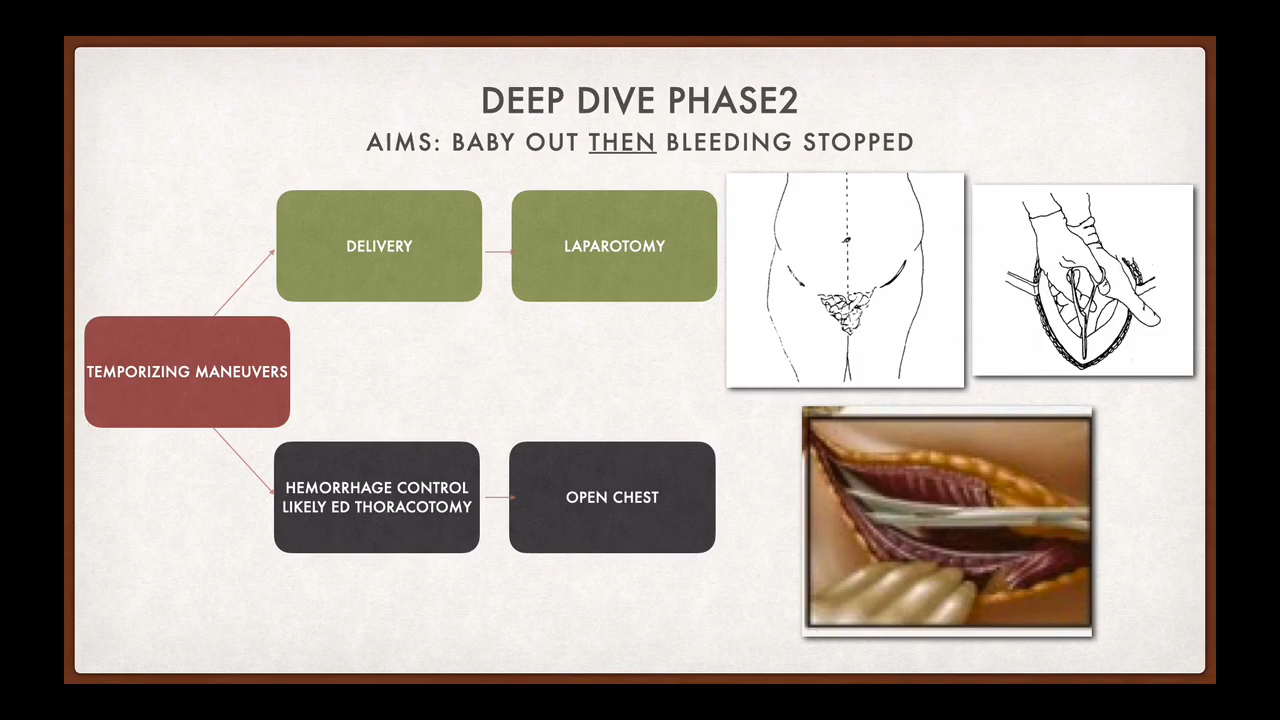 DEEP DIVE PHASE2
AIMS: BABY OUT THEN BLEEDING STOPPED
DELIVERY
LAPAROTOMY
TEMPORIZING MANEUVERS
HEMORRHAGE CONTROL
LIKELY ED THORACOTOMY
OPEN CHEST